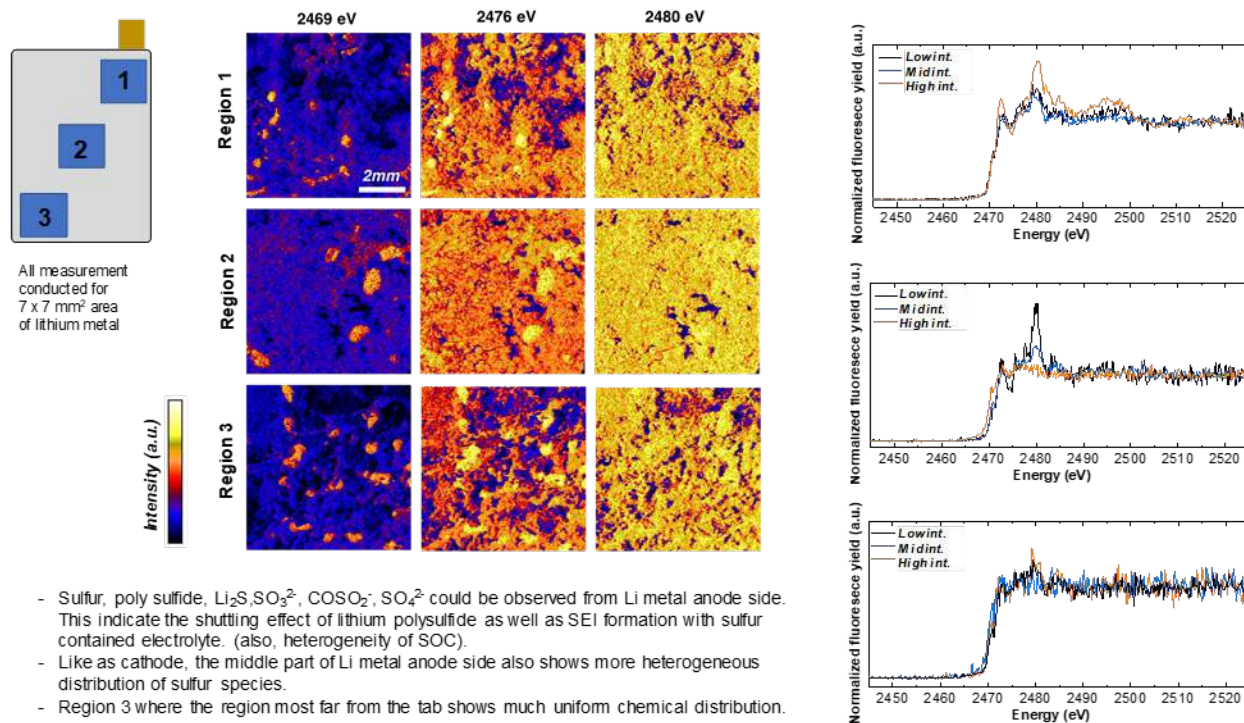 2469 eV
2476 eV
2480 eV
1
2
3
All measurement
conducted for
7 x 7 mm² area
of lithium metal
Region 1
2mm
Region 2
Region 3
Intensity (a.u.)
Normalized fluoresece yield (a.u.)
Low int.
Mid int.
High int.
2450 2460 2470 2480 2490 2500 2510 2520
Energy (eV)
Normalized fluoresece yield (a.u.)
Low int.
Mid int.
High int.
2450 2460 2470 2480 2490 2500 2510 2520
Energy (eV)
Normalized fluoresece yield (a.u.)
Low int.
Mid int.
High int.
2450 2460 2470 2480 2490 2500 2510 2520
Energy (eV)
- Sulfur, poly sulfide, Li₂S,SO₃²⁻, COSO₂⁻, SO₄²⁻ could be observed from Li metal anode side.
This indicate the shuttling effect of lithium polysulfide as well as SEI formation with sulfur
contained electrolyte. (also, heterogeneity of SOC).
- Like as cathode, the middle part of Li metal anode side also shows more heterogeneous
distribution of sulfur species.
- Region 3 where the region most far from the tab shows much uniform chemical distribution.